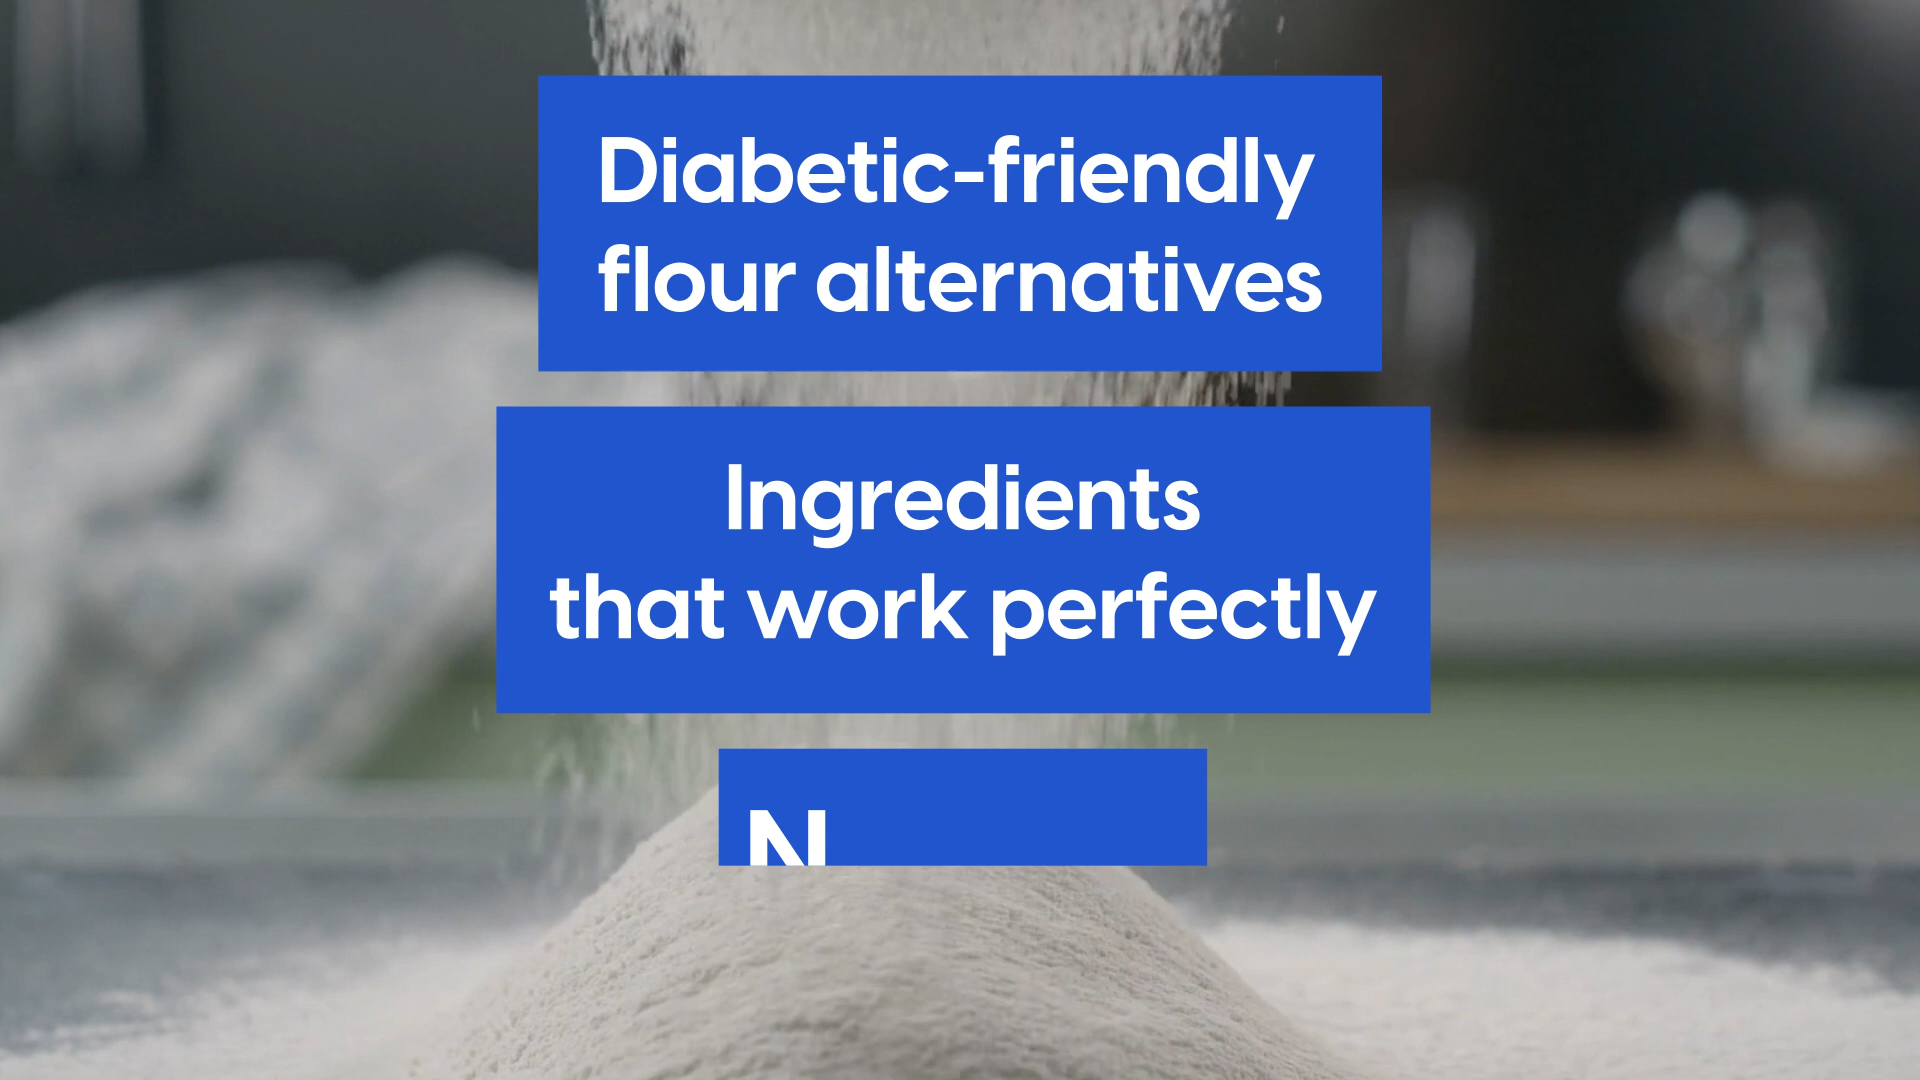 Diabetic-friendly
flour alternatives
Ingredients
that work perfectly
N